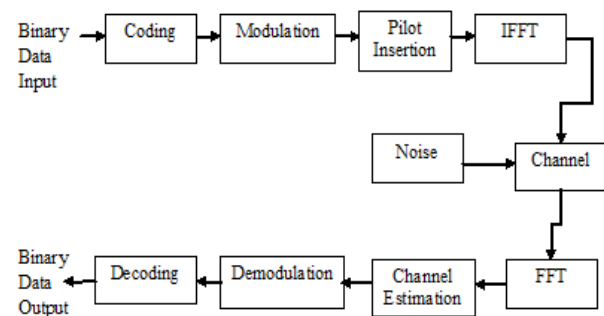 Binary
Data
Input
Coding
Modulation
Pilot
Insertion
IFFT
Noise
Channel
Binary
Data
Output
Decoding
Demodulation
Channel
Estimation
FFT